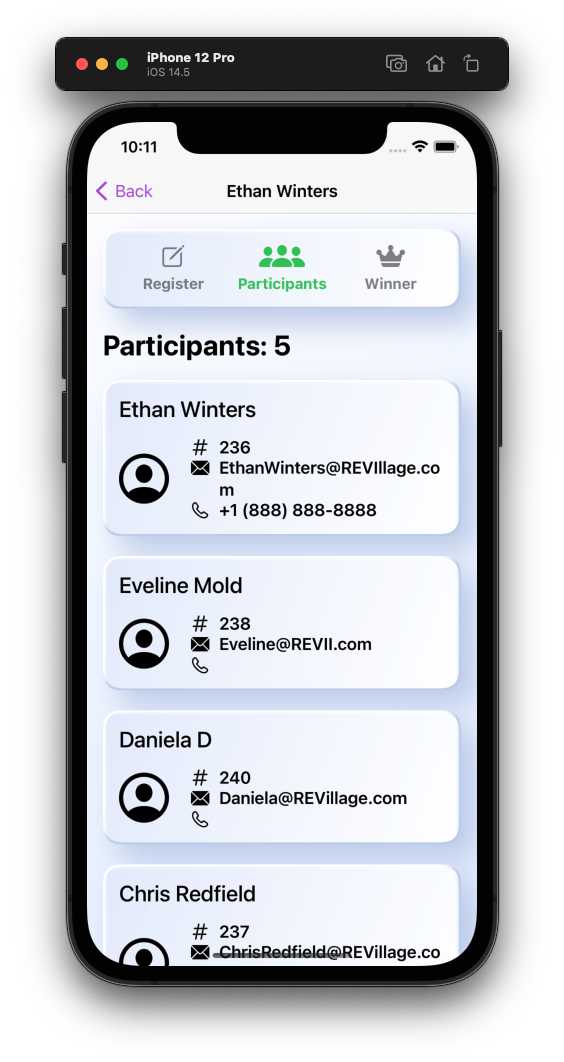 iPhone 12 Pro
iOS 14.5
10:11
Back
Ethan Winters
Register
Participants
Winner
Participants: 5
Ethan Winters
# 236
EthanWinters@REVIllage.co
m
+1 (888) 888-8888
Eveline Mold
# 238
Eveline@REVII.com
Daniela D
# 240
Daniela@REVillage.com
Chris Redfield
# 237
ChrisRedfield@REVillage.co